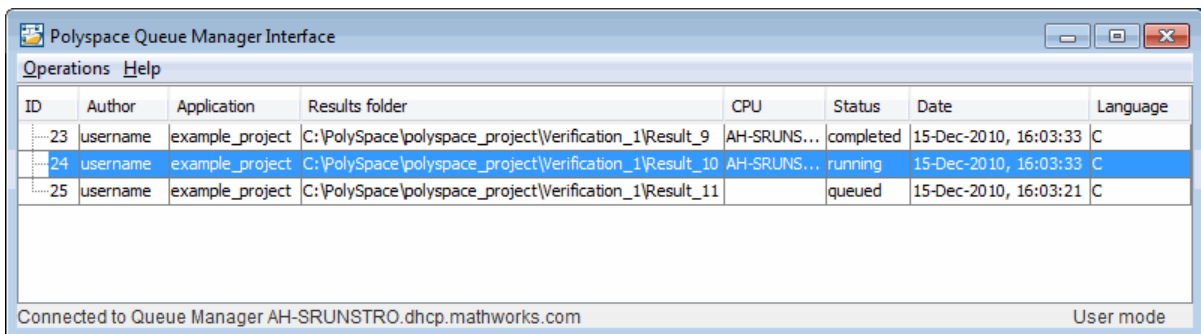 Polyspace Queue Manager Interface
Operations Help
ID Author Application Results folder CPU Status Date Language
23 username example_project C:\PolySpace\polyspace_project\Verification_1\Result_9 AH-SRUNS... completed 15-Dec-2010, 16:03:33 C
24 username example_project C:\PolySpace\polyspace_project\Verification_1\Result_10 AH-SRUNS... running 15-Dec-2010, 16:03:33 C
25 username example_project C:\PolySpace\polyspace_project\Verification_1\Result_11 queued 15-Dec-2010, 16:03:21 C
Connected to Queue Manager AH-SRUNSTRO.dhcp.mathworks.com User mode